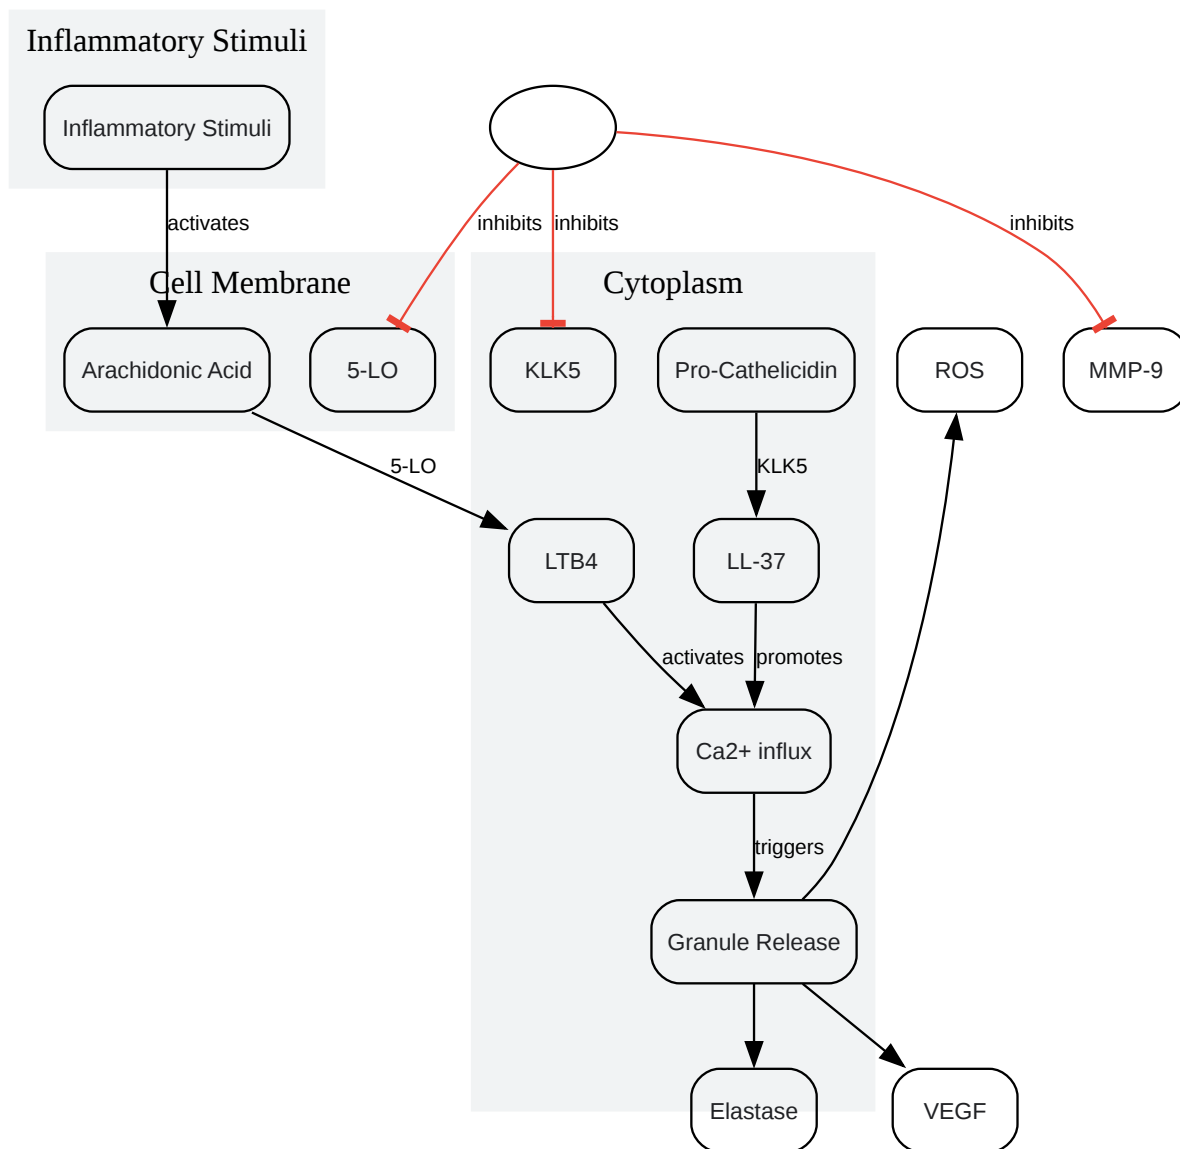 Inflammatory Stimuli
Inflammatory Stimuli
activates
inhibits
inhibits
inhibits
Cell Membrane
Cytoplasm
Arachidonic Acid
5-LO
KLK5
Pro-Cathelicidin
ROS
MMP-9
5-LO
KLK5
LTB4
LL-37
activates
promotes
Ca2+ influx
triggers
Granule Release
Elastase
VEGF